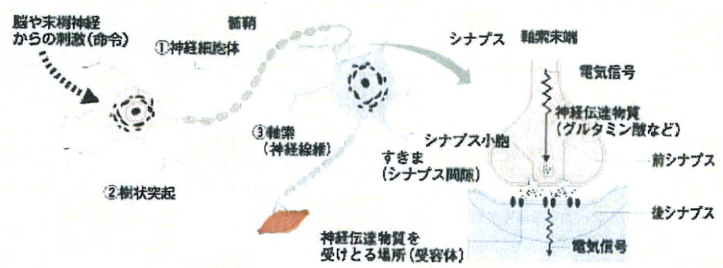 脳や末梢神経
からの刺激(命令)
髄鞘
①神経細胞体
②樹状突起
③軸索
(神経線維)
シナプス
軸索末端
電気信号
神経伝達物質
(グルタミン酸など)
シナプス小胞
すきま
(シナプス間隙)
前シナプス
後シナプス
神経伝達物質を
受けとる場所(受容体)
電気信号